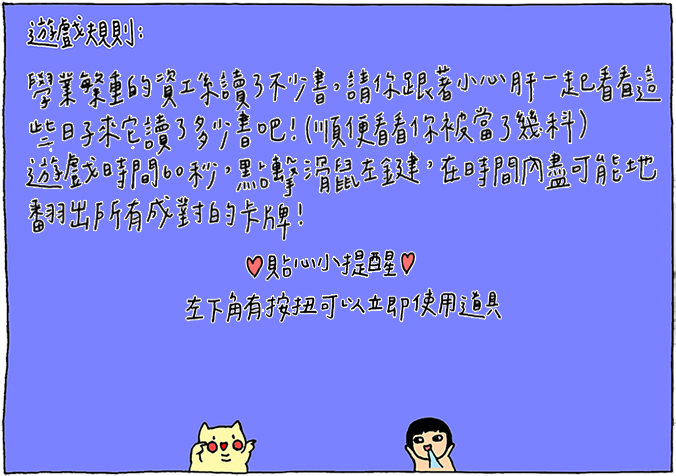 遊戲規則:
學業繁重的資工系讀了不少書,請你跟著小心肝一起看看這
些日子來它讀了多少書吧!(順便看看你被當了幾科)
遊戲時間60秒,點擊滑鼠左鍵,在時間內盡可能地
翻出所有成對的卡牌!
♥貼心小提醒♥
左下角有按扭可以立即使用道具